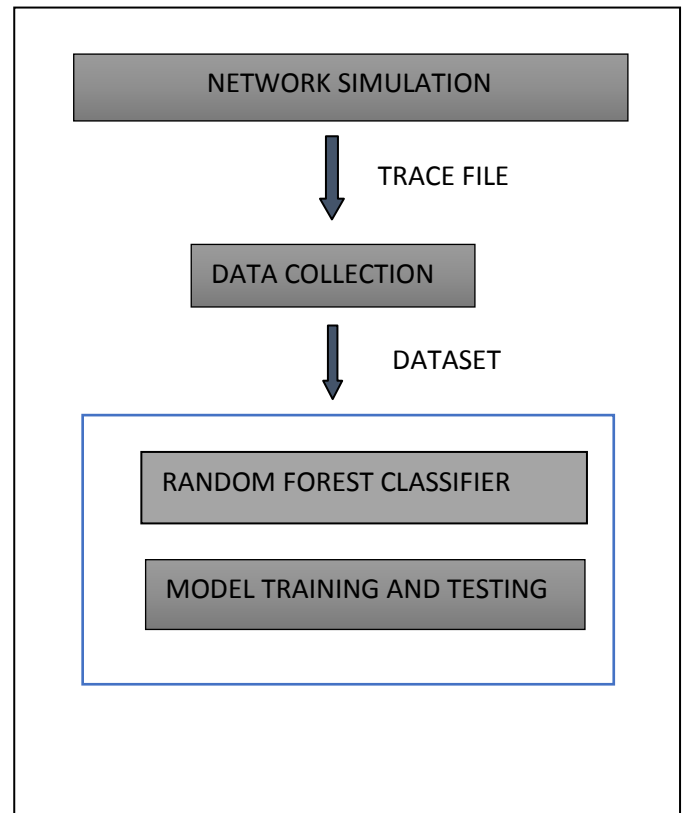 NETWORK SIMULATION
TRACE FILE
DATA COLLECTION
DATASET
RANDOM FOREST CLASSIFIER
MODEL TRAINING AND TESTING